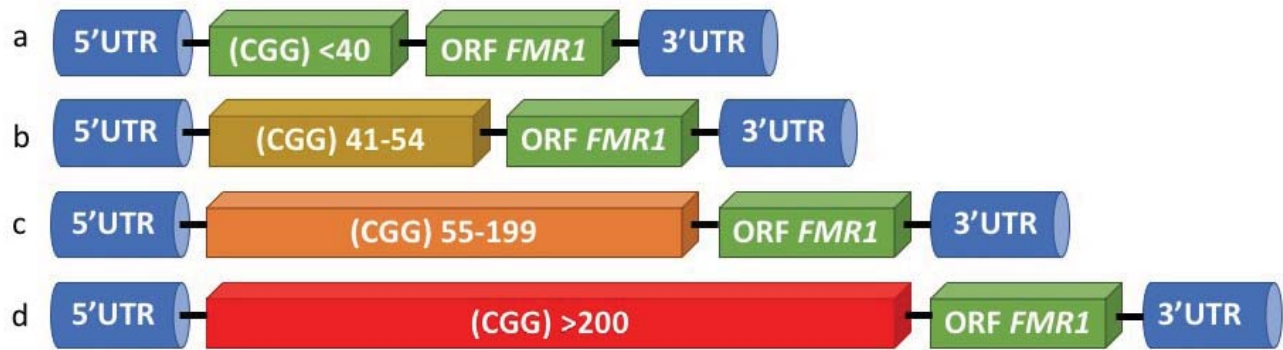 a 5'UTR (CGG) <40 ORF FMR1 3'UTR
b 5'UTR (CGG) 41-54 ORF FMR1 3'UTR
c 5'UTR (CGG) 55-199 ORF FMR1 3'UTR
d 5'UTR (CGG) >200 ORF FMR1 3'UTR